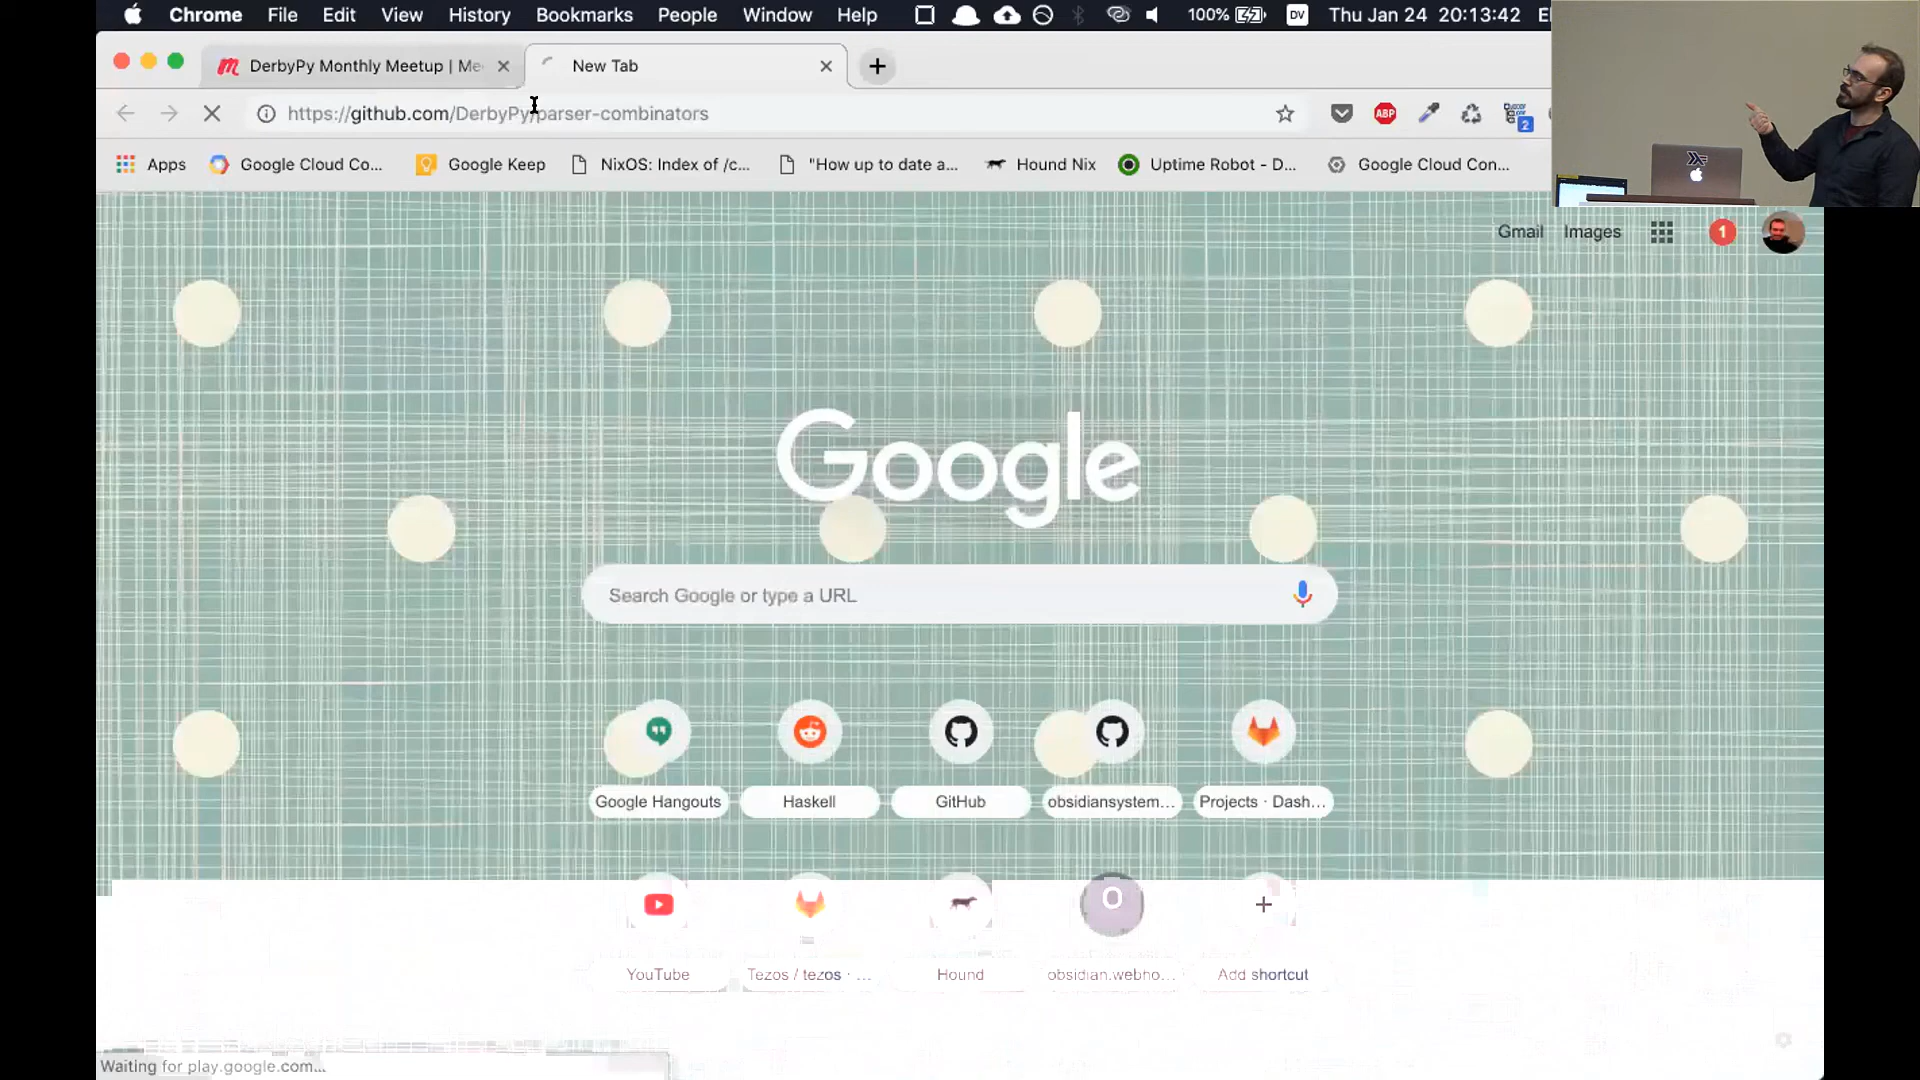 Chrome File Edit View History Bookmarks People Window Help 100% DV Thu Jan 24 20:13:42
DerbyPy Monthly Meetup | Me New Tab
https://github.com/DerbyPy/parser-combinators ABP 2
Apps Google Cloud Co... Google Keep NixOS: Index of /c... "How up to date a... Hound Nix Uptime Robot - D... Google Cloud Con...
Gmail Images 1
Google
Search Google or type a URL
Google Hangouts Haskell GitHub obsidiansystem... Projects · Dash...
O
YouTube Tezos / tezos · ... Hound obsidian.webho... Add shortcut
Waiting for play.google.com...